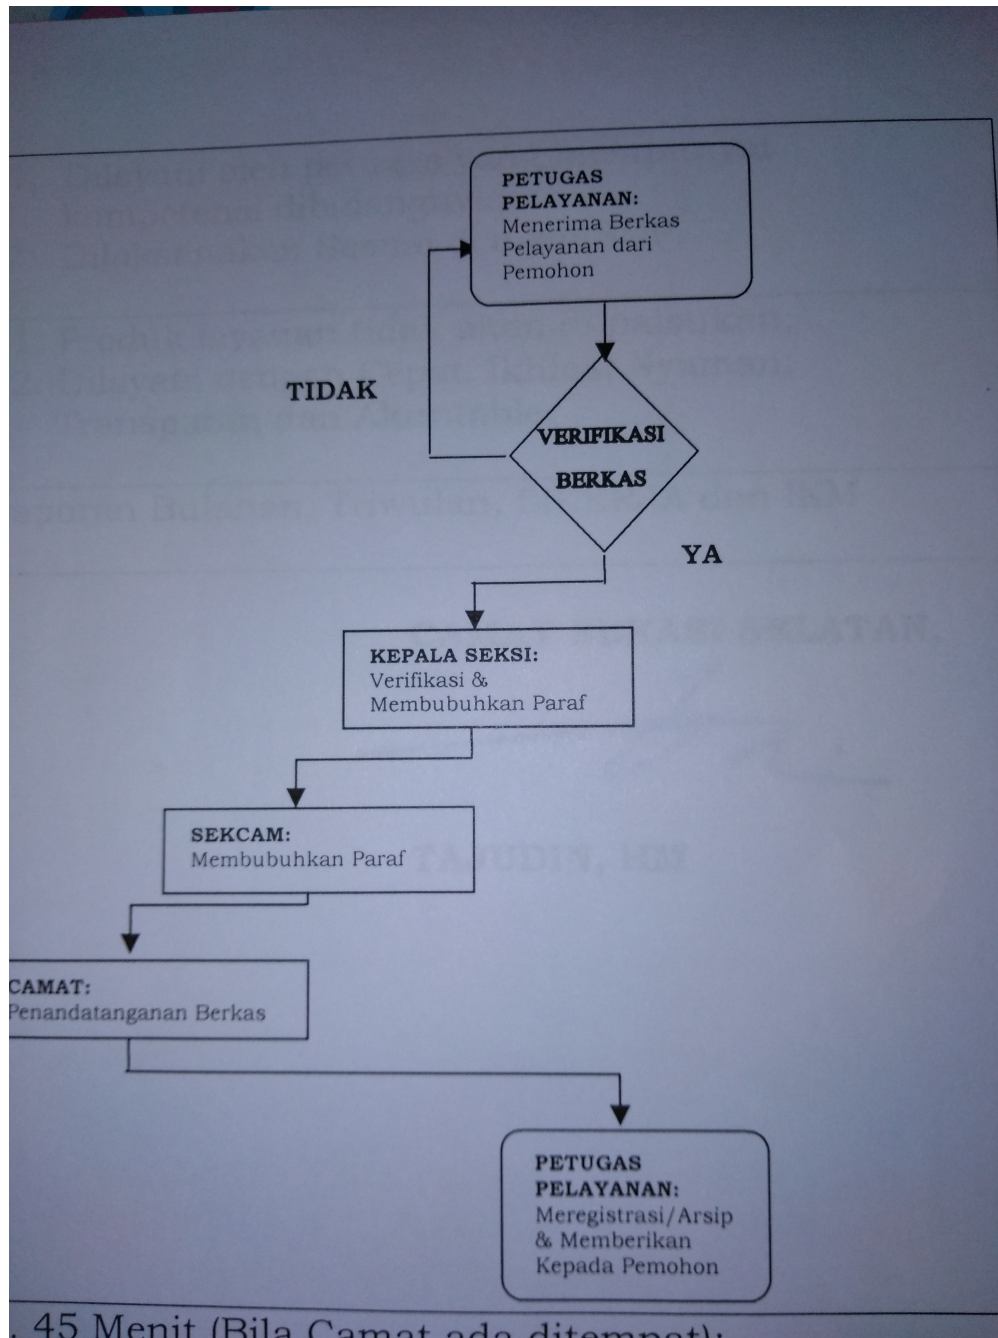 PETUGAS
PELAYANAN:
Menerima Berkas
Pelayanan dari
Pemohon
TIDAK
VERIFIKASI
BERKAS
YA
KEPALA SEKSI:
Verifikasi &
Membubuhkan Paraf
SEKCAM:
Membubuhkan Paraf
CAMAT:
Penandatanganan Berkas
PETUGAS
PELAYANAN:
Meregistrasi/Arsip
& Memberikan
Kepada Pemohon
. 45 Menit (Bila Camat ada ditempat);